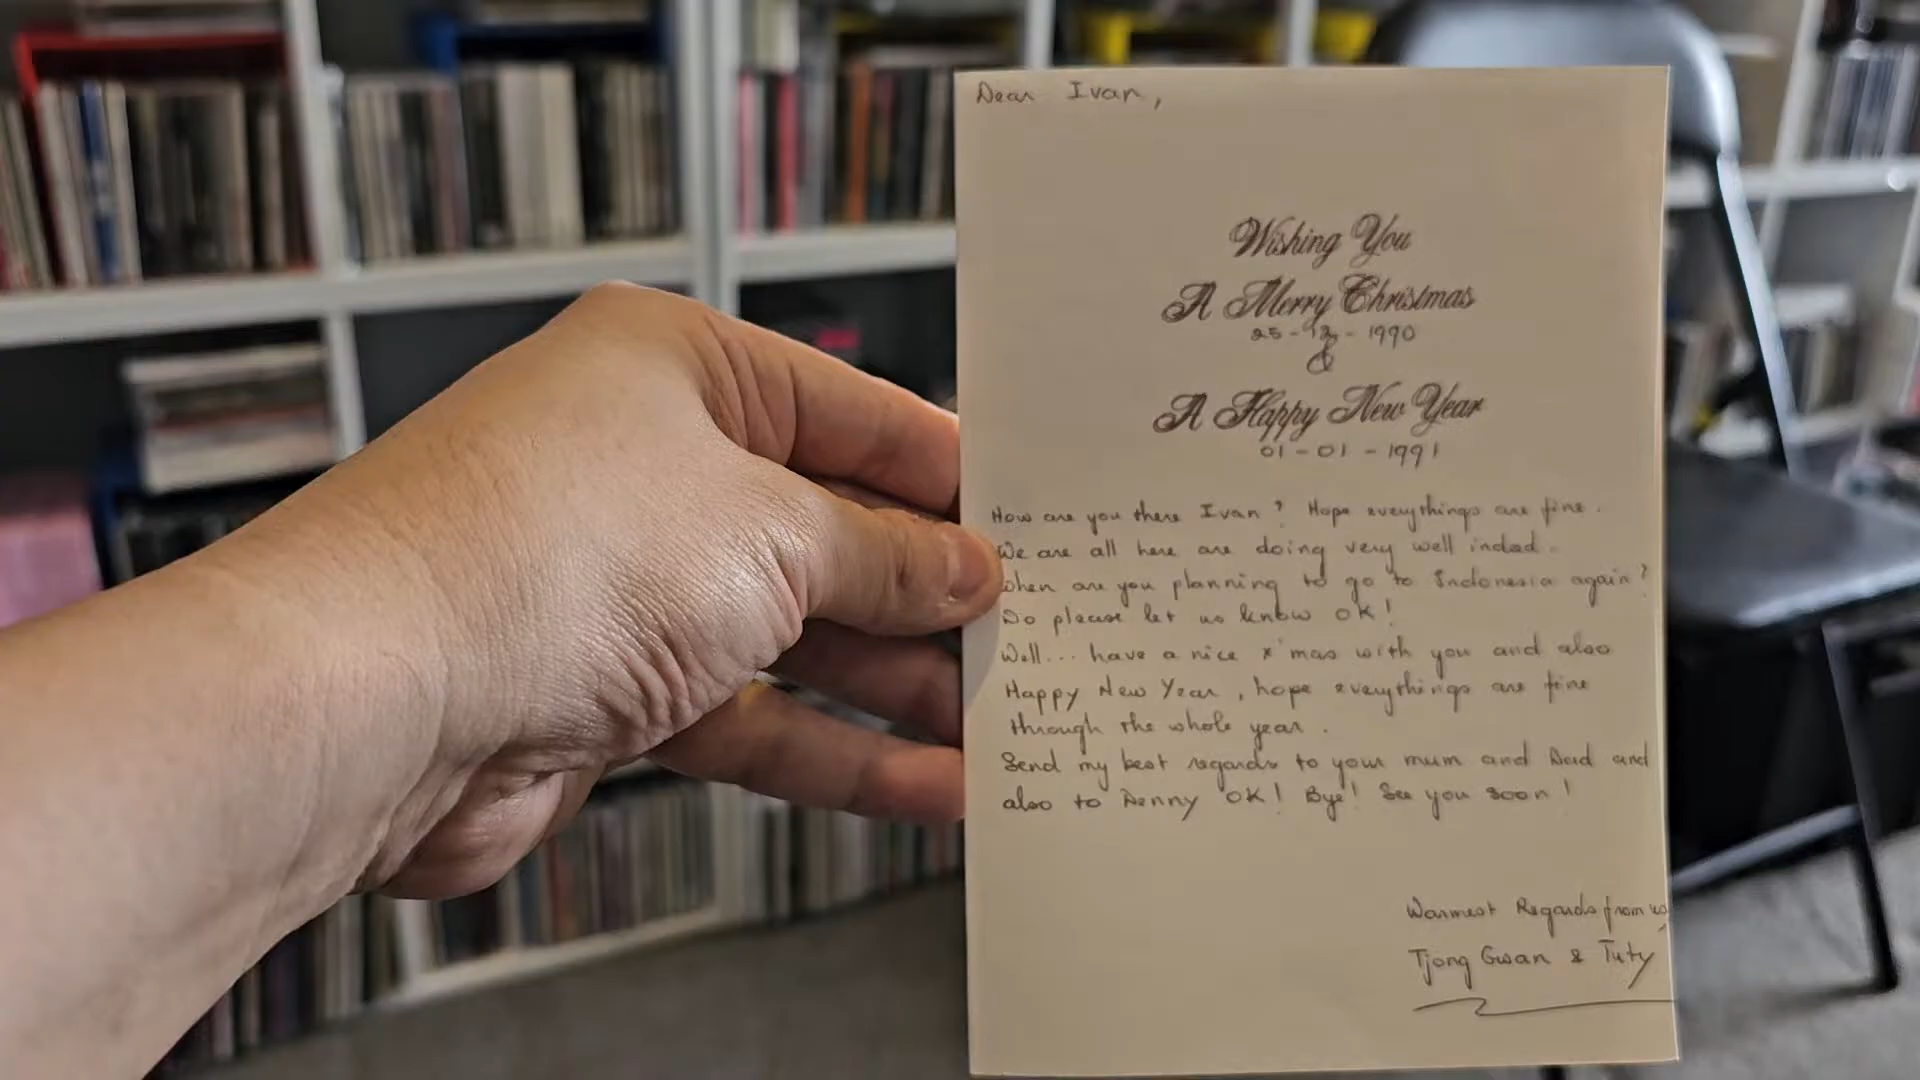 Dear Ivan,
Wishing You
A Merry Christmas
25-12-1990
&
A Happy New Year
01-01-1991
How are you there Ivan? Hope everythings are fine.
We are all here are doing very well indeed.
When are you planning to go to Indonesia again?
Do please let us know OK!
Well... have a nice x'mas with you and also
Happy New Year, hope everythings are fine
through the whole year.
Send my best regards to your mum and Dad and
also to Denny OK! Bye! See you soon!
Warmest Regards from us,
Tjong Gwan & Tuty